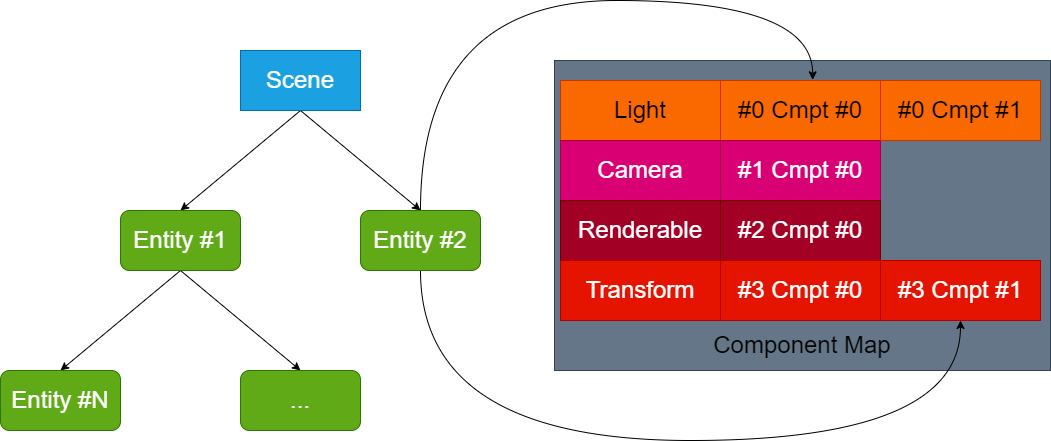 Scene
Entity #1
Entity #2
Entity #N
...
Light #0 Cmpt #0 #0 Cmpt #1
Camera #1 Cmpt #0
Renderable #2 Cmpt #0
Transform #3 Cmpt #0 #3 Cmpt #1
Component Map